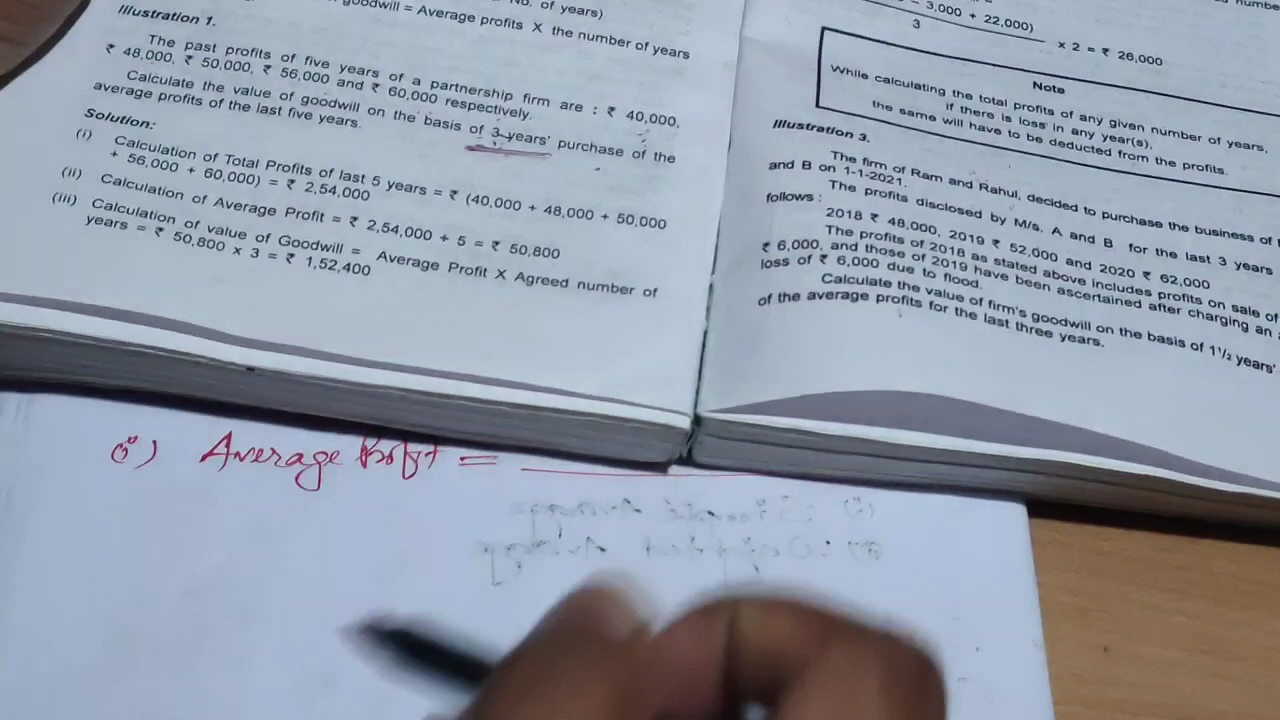 No. of years)
goodwill = Average profits X the number of years
Illustration 1.
The past profits of five years of a partnership firm are : ₹ 40,000,
₹ 48,000, ₹ 50,000, ₹ 56,000 and ₹ 60,000 respectively.
Calculate the value of goodwill on the basis of 3 years' purchase of the
average profits of the last five years.
Solution:
(i) Calculation of Total Profits of last 5 years = ₹ (40,000 + 48,000 + 50,000
+ 56,000 + 60,000) = ₹ 2,54,000
(ii) Calculation of Average Profit = ₹ 2,54,000 ÷ 5 = ₹ 50,800
(iii) Calculation of value of Goodwill = Average Profit X Agreed number of
years = ₹ 50,800 × 3 = ₹ 1,52,400
3,000 + 22,000)
3
× 2 = ₹ 26,000
Note
While calculating the total profits of any given number of years,
if there is loss in any year(s),
the same will have to be deducted from the profits.
Illustration 3.
The firm of Ram and Rahul, decided to purchase the business of
and B on 1-1-2021.
The profits disclosed by M/s. A and B for the last 3 years
follows :
2018 ₹ 48,000, 2019 ₹ 52,000 and 2020 ₹ 62,000
The profits of 2018 as stated above includes profits on sale of
₹ 6,000, and those of 2019 have been ascertained after charging an
loss of ₹ 6,000 due to flood.
Calculate the value of firm's goodwill on the basis of 1 1/2 years'
of the average profits for the last three years.
i) Average Profit =